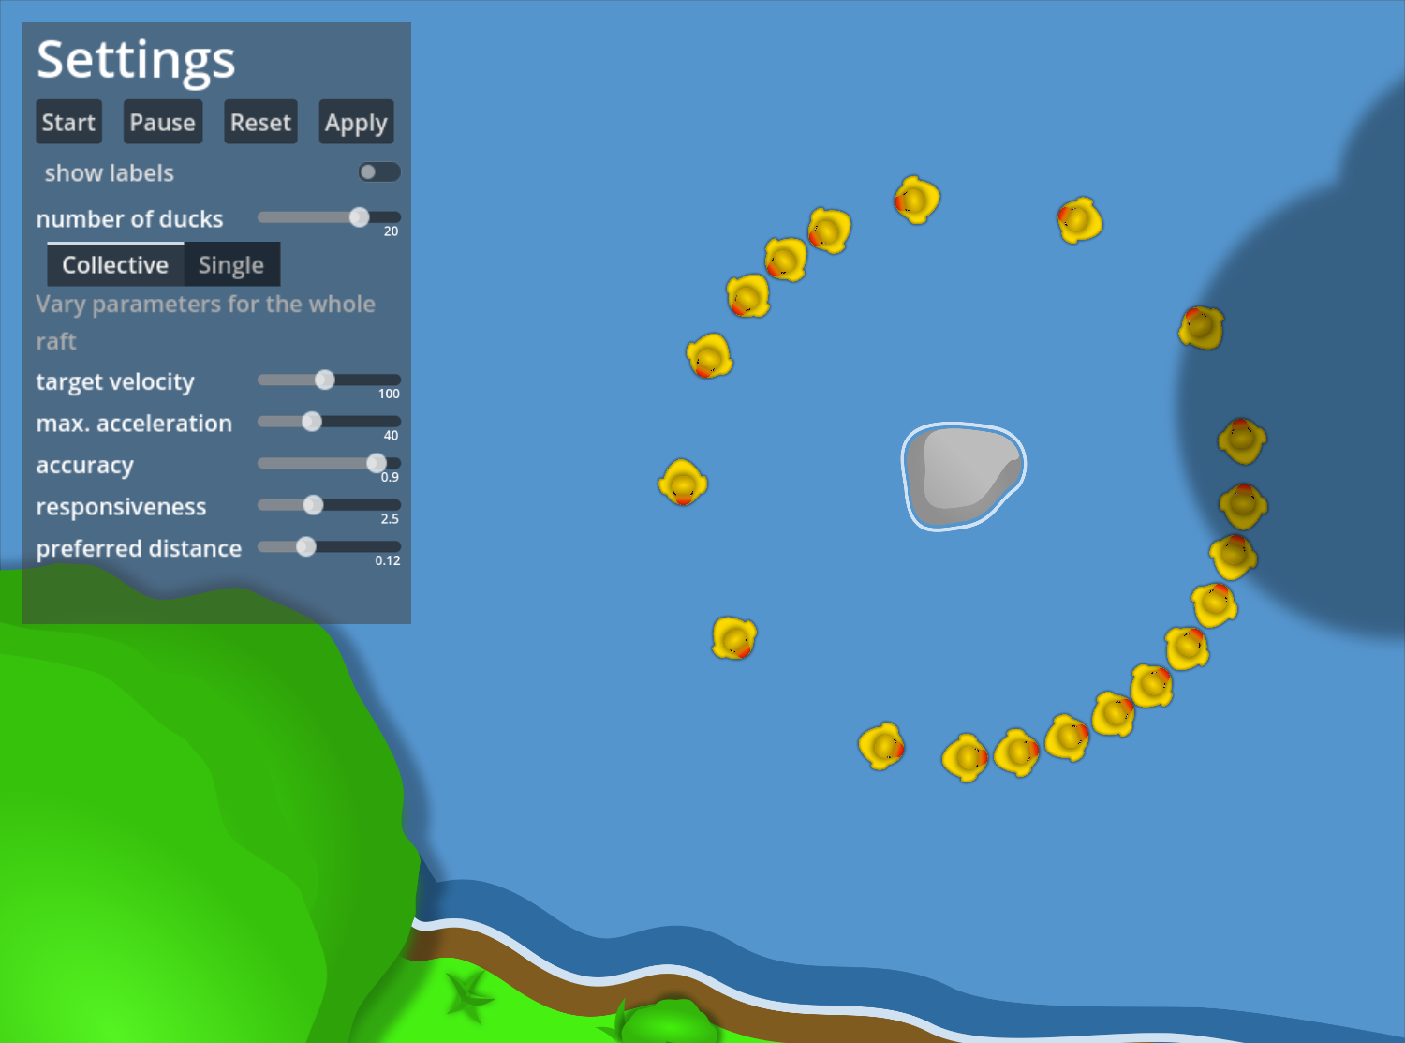 Settings
Start Pause Reset Apply
show labels
number of ducks
20
Collective Single
Vary parameters for the whole
raft
target velocity
100
max. acceleration
40
accuracy
0.9
responsiveness
2.5
preferred distance
0.12